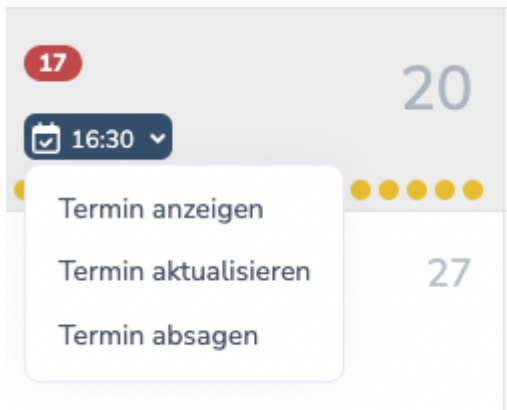 17
20
16:30
Termin anzeigen
Termin aktualisieren
27
Termin absagen